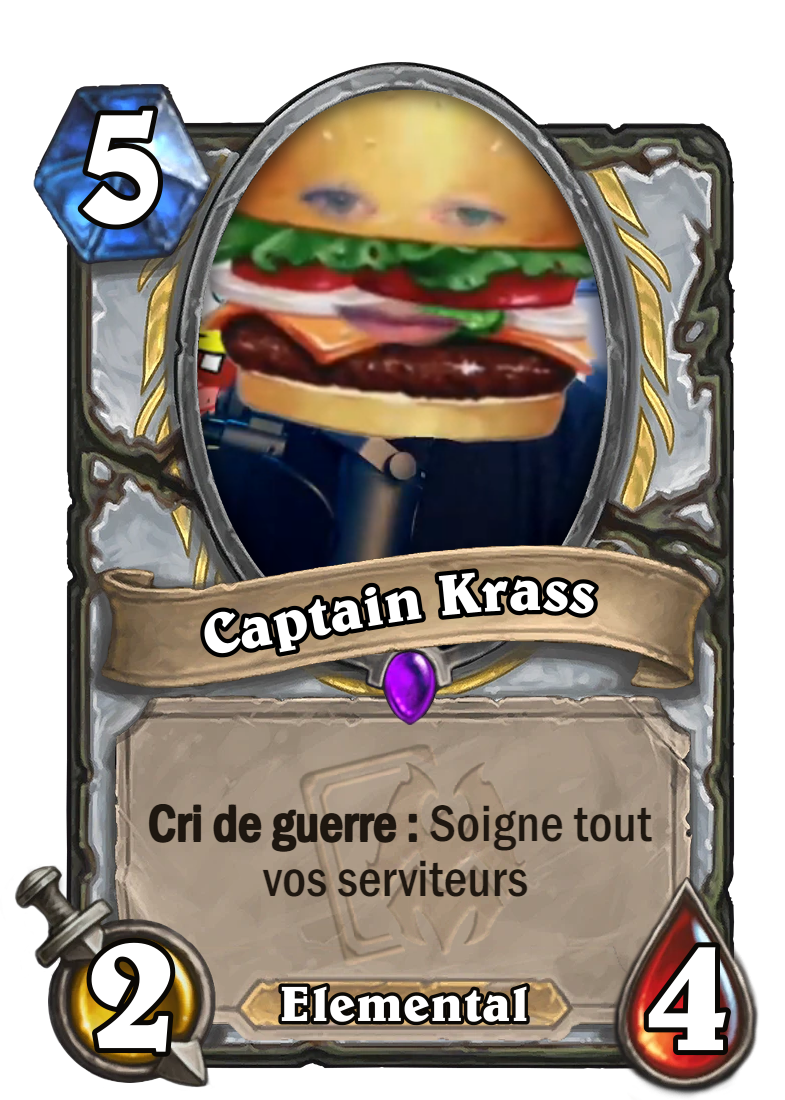 5
Captain Krass
Cri de guerre : Soigne tout
vos serviteurs
2
Elemental
4